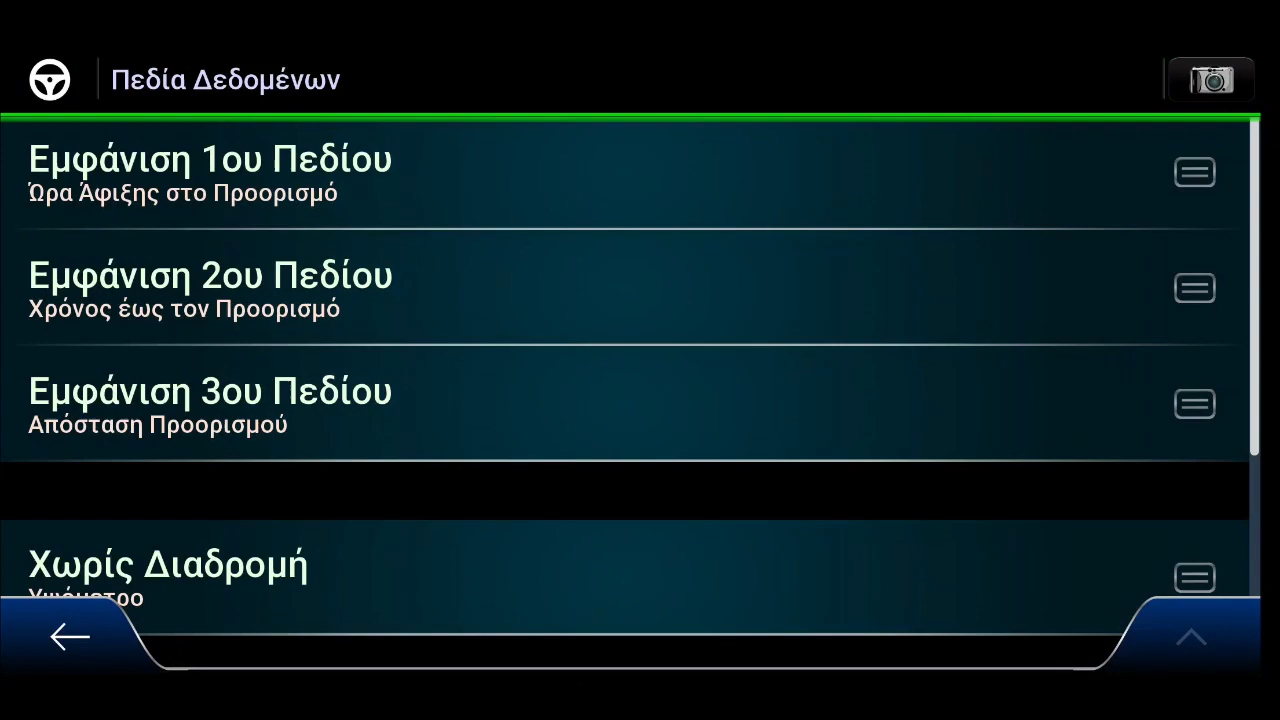 Πεδία Δεδομένων
Εμφάνιση 1ου Πεδίου
Ώρα Άφιξης στο Προορισμό
Εμφάνιση 2ου Πεδίου
Χρόνος έως τον Προορισμό
Εμφάνιση 3ου Πεδίου
Απόσταση Προορισμού
Χωρίς Διαδρομή
Υψόμετρο